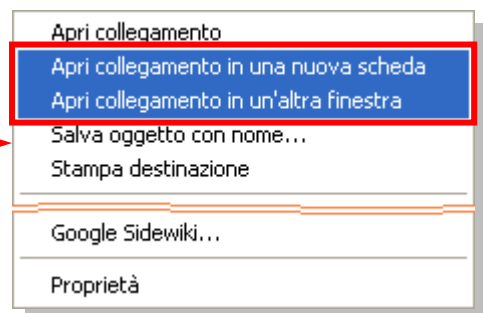 Apri collegamento
Apri collegamento in una nuova scheda
Apri collegamento in un'altra finestra
Salva oggetto con nome...
Stampa destinazione
Google Sidewiki...
Proprietà